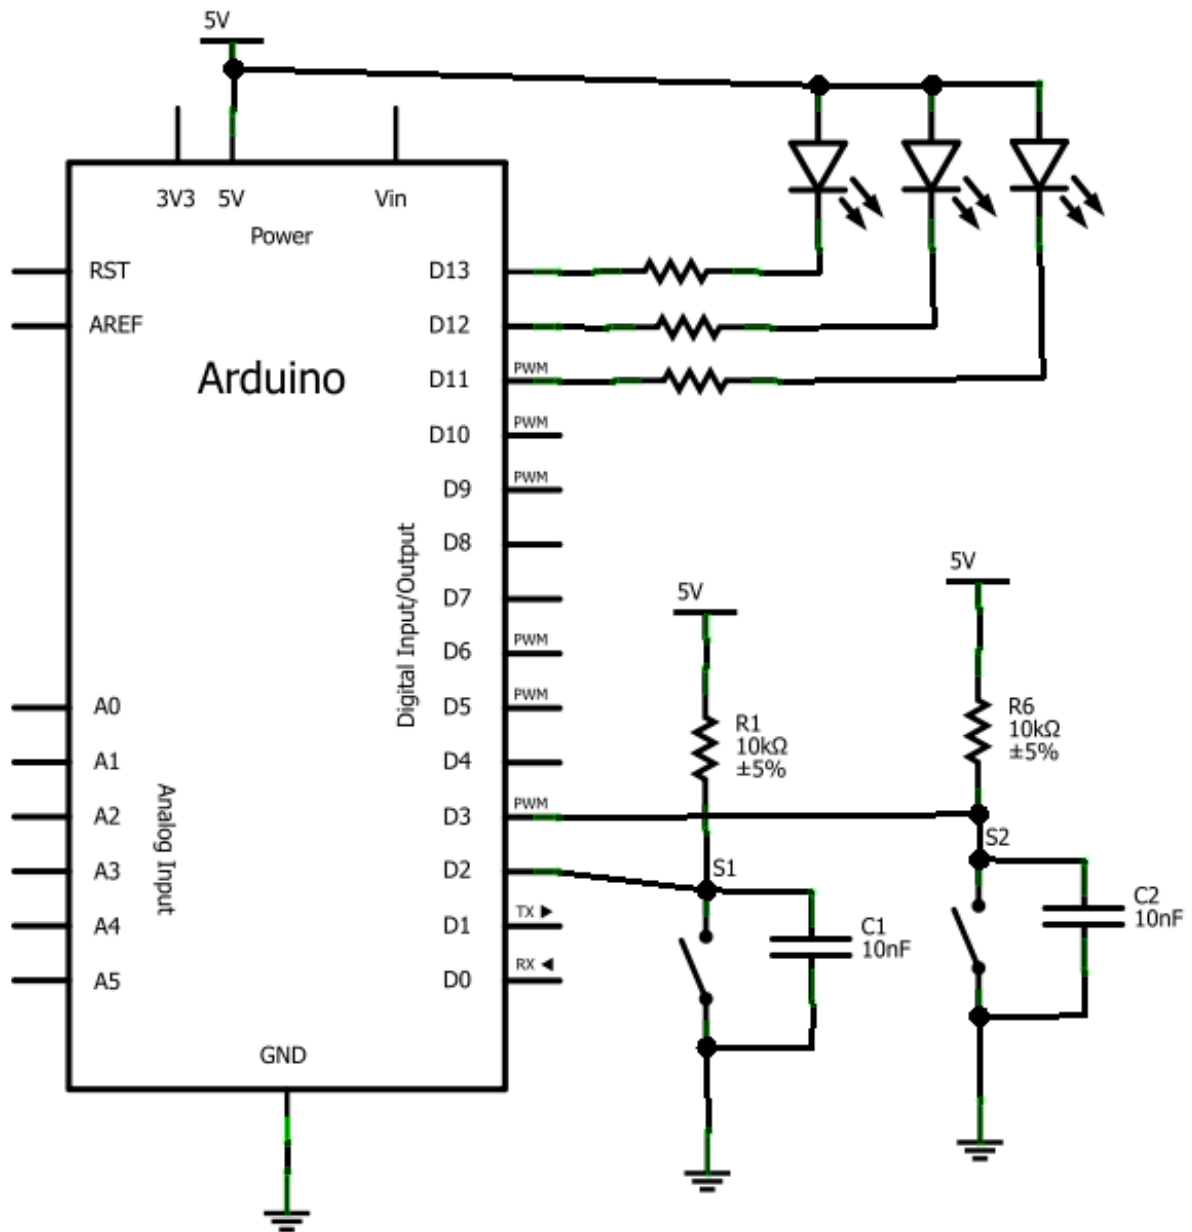 5V
3V3 5V Vin
Power
RST
AREF
Arduino
D13
D12
D11 PWM
D10 PWM
D9 PWM
D8
D7
D6 PWM
D5 PWM
D4
D3 PWM
D2
D1 TX ►
D0 RX ◄
Digital Input/Output
A0
A1
A2
A3
A4
A5
Analog Input
GND
5V
R1
10kΩ
±5%
S1
C1
10nF
5V
R6
10kΩ
±5%
S2
C2
10nF